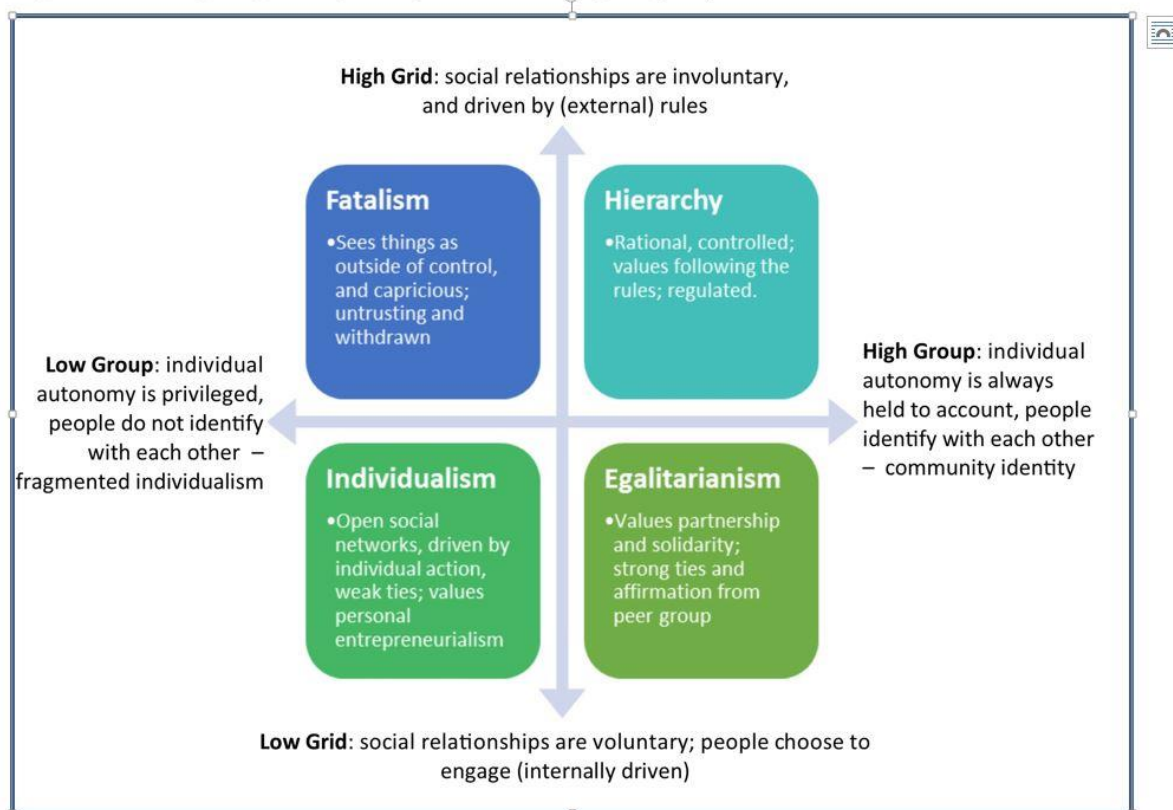 High Grid: social relationships are involuntary,
and driven by (external) rules
Fatalism
•Sees things as
outside of control,
and capricious;
untrusting and
withdrawn
Hierarchy
•Rational, controlled;
values following the
rules; regulated.
Low Group: individual
autonomy is privileged,
people do not identify
with each other –
fragmented individualism
High Group: individual
autonomy is always
held to account, people
identify with each other
– community identity
Individualism
•Open social
networks, driven by
individual action,
weak ties; values
personal
entrepreneurialism
Egalitarianism
•Values partnership
and solidarity;
strong ties and
affirmation from
peer group
Low Grid: social relationships are voluntary; people choose to
engage (internally driven)